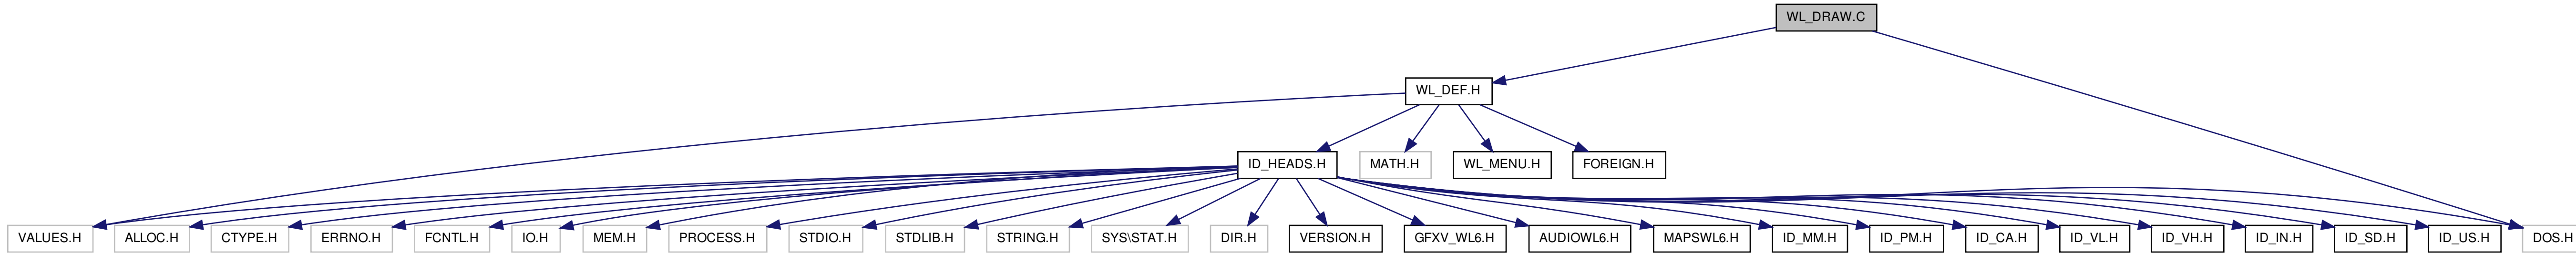 WL_DRAW.C
WL_DEF.H
ID_HEADS.H
MATH.H
WL_MENU.H
FOREIGN.H
VALUES.H
ALLOC.H
CTYPE.H
ERRNO.H
FCNTL.H
IO.H
MEM.H
PROCESS.H
STDIO.H
STDLIB.H
STRING.H
SYS\STAT.H
DIR.H
VERSION.H
GFXV_WL6.H
AUDIOWL6.H
MAPSWL6.H
ID_MM.H
ID_PM.H
ID_CA.H
ID_VL.H
ID_VH.H
ID_IN.H
ID_SD.H
ID_US.H
DOS.H